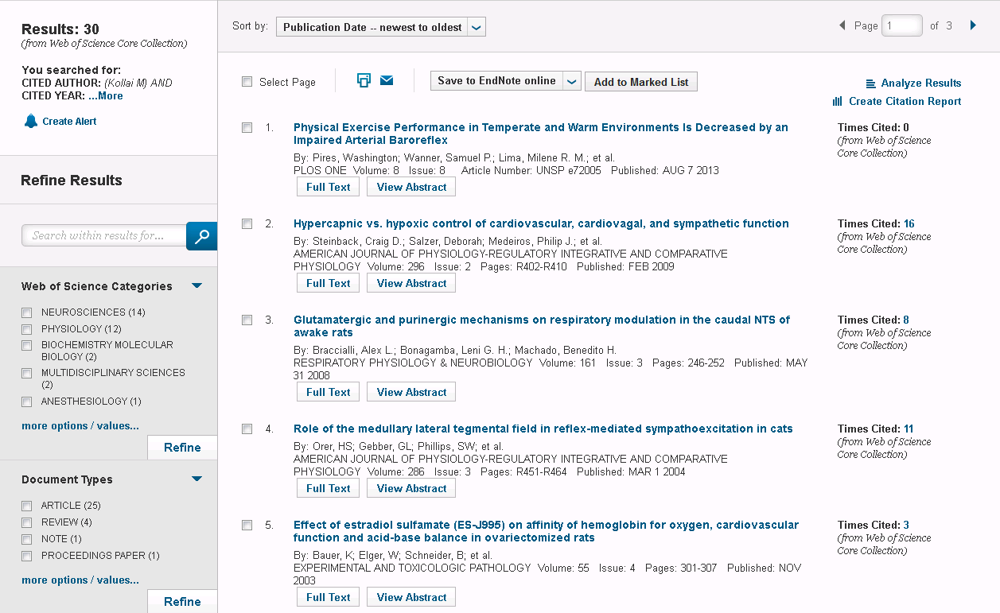 Results: 30
(from Web of Science Core Collection)
You searched for:
CITED AUTHOR: (Kollai M) AND
CITED YEAR: ...More
Create Alert
Refine Results
Search within results for...
Web of Science Categories
NEUROSCIENCES (14)
PHYSIOLOGY (12)
BIOCHEMISTRY MOLECULAR
BIOLOGY (2)
MULTIDISCIPLINARY SCIENCES
(2)
ANESTHESIOLOGY (1)
more options / values...
Refine
Document Types
ARTICLE (25)
REVIEW (4)
NOTE (1)
PROCEEDINGS PAPER (1)
more options / values...
Refine
Sort by: Publication Date -- newest to oldest
Page 1 of 3
Select Page
Save to EndNote online
Add to Marked List
Analyze Results
Create Citation Report
1. Physical Exercise Performance in Temperate and Warm Environments Is Decreased by an
Impaired Arterial Baroreflex
By: Pires, Washington; Wanner, Samuel P.; Lima, Milene R. M.; et al.
PLOS ONE Volume: 8 Issue: 8 Article Number: UNSP e72005 Published: AUG 7 2013
Full Text View Abstract
Times Cited: 0
(from Web of Science
Core Collection)
2. Hypercapnic vs. hypoxic control of cardiovascular, cardiovagal, and sympathetic function
By: Steinback, Craig D.; Salzer, Deborah; Medeiros, Philip J.; et al.
AMERICAN JOURNAL OF PHYSIOLOGY-REGULATORY INTEGRATIVE AND COMPARATIVE
PHYSIOLOGY Volume: 296 Issue: 2 Pages: R402-R410 Published: FEB 2009
Full Text View Abstract
Times Cited: 16
(from Web of Science
Core Collection)
3. Glutamatergic and purinergic mechanisms on respiratory modulation in the caudal NTS of
awake rats
By: Braccialli, Alex L.; Bonagamba, Leni G. H.; Machado, Benedito H.
RESPIRATORY PHYSIOLOGY & NEUROBIOLOGY Volume: 161 Issue: 3 Pages: 246-252 Published: MAY
31 2008
Full Text View Abstract
Times Cited: 8
(from Web of Science
Core Collection)
4. Role of the medullary lateral tegmental field in reflex-mediated sympathoexcitation in cats
By: Orer, HS; Gebber, GL; Phillips, SW; et al.
AMERICAN JOURNAL OF PHYSIOLOGY-REGULATORY INTEGRATIVE AND COMPARATIVE
PHYSIOLOGY Volume: 286 Issue: 3 Pages: R451-R464 Published: MAR 1 2004
Full Text View Abstract
Times Cited: 11
(from Web of Science
Core Collection)
5. Effect of estradiol sulfamate (ES-J995) on affinity of hemoglobin for oxygen, cardiovascular
function and acid-base balance in ovariectomized rats
By: Bauer, K; Elger, W; Schneider, B; et al.
EXPERIMENTAL AND TOXICOLOGIC PATHOLOGY Volume: 55 Issue: 4 Pages: 301-307 Published: NOV
2003
Full Text View Abstract
Times Cited: 3
(from Web of Science
Core Collection)